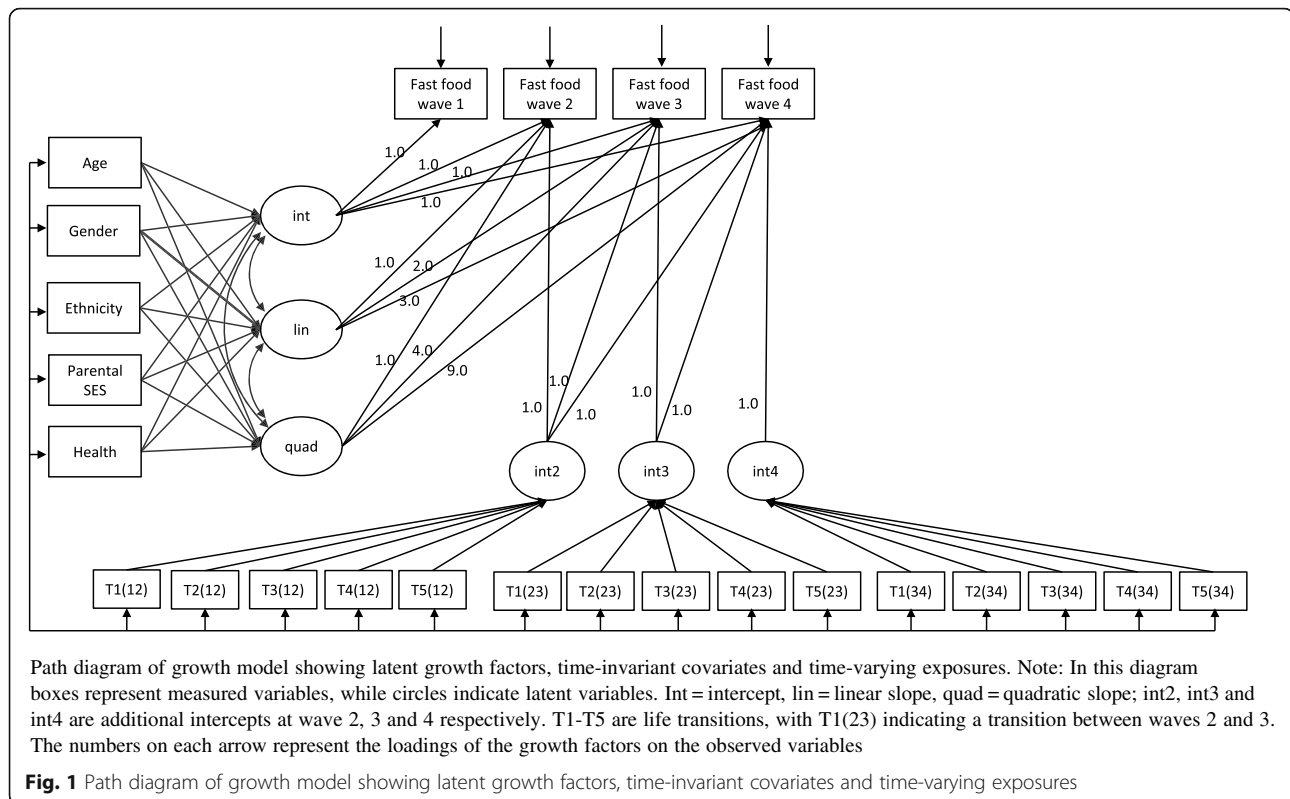 Fast food
wave 1
Fast food
wave 2
Fast food
wave 3
Fast food
wave 4
Age
Gender
Ethnicity
Parental
SES
Health
int
lin
quad
1.0
1.0
1.0
1.0
1.0
2.0
3.0
1.0
4.0
9.0
1.0
1.0
1.0
1.0
1.0
1.0
int2
int3
int4
T1(12)
T2(12)
T3(12)
T4(12)
T5(12)
T1(23)
T2(23)
T3(23)
T4(23)
T5(23)
T1(34)
T2(34)
T3(34)
T4(34)
T5(34)
Path diagram of growth model showing latent growth factors, time-invariant covariates and time-varying exposures. Note: In this diagram
boxes represent measured variables, while circles indicate latent variables. Int = intercept, lin = linear slope, quad = quadratic slope; int2, int3 and
int4 are additional intercepts at wave 2, 3 and 4 respectively. T1-T5 are life transitions, with T1(23) indicating a transition between waves 2 and 3.
The numbers on each arrow represent the loadings of the growth factors on the observed variables
Fig. 1 Path diagram of growth model showing latent growth factors, time-invariant covariates and time-varying exposures